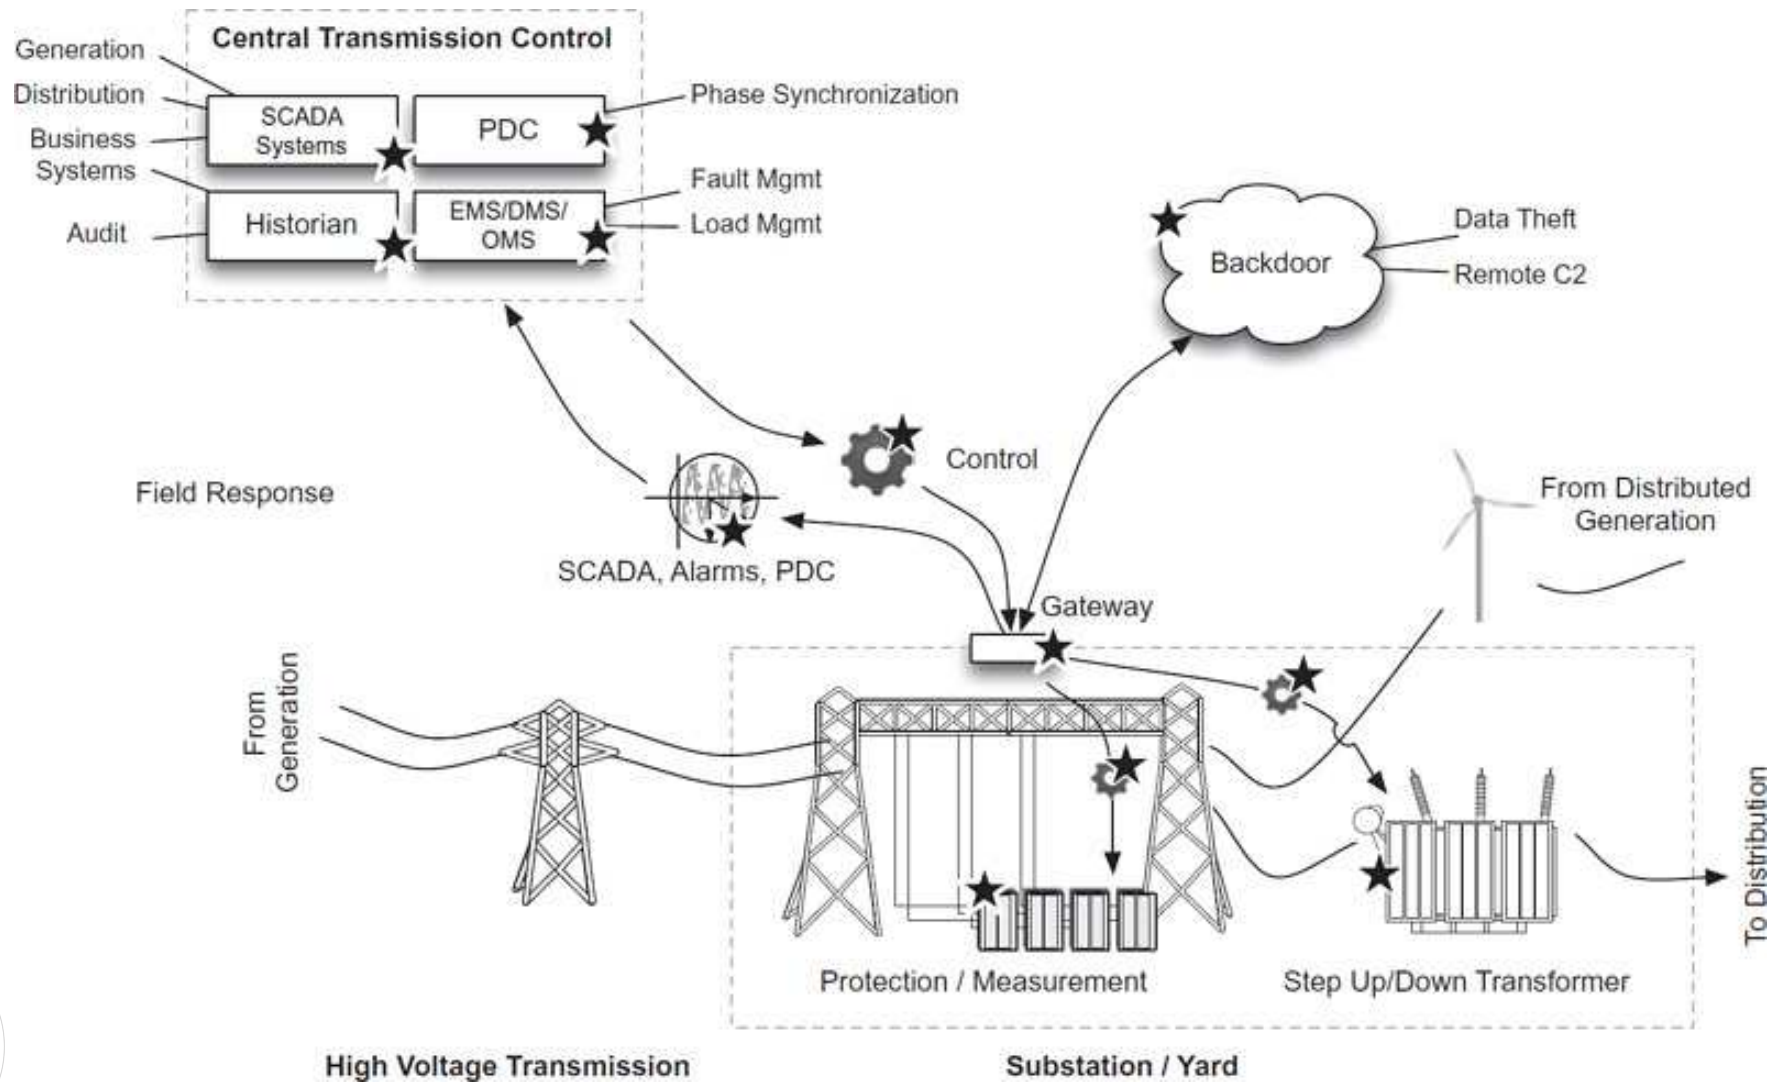 Central Transmission Control
Generation
Distribution
Business
Systems
Audit
SCADA
Systems
PDC
Historian
EMS/DMS/
OMS
Phase Synchronization
Fault Mgmt
Load Mgmt
Backdoor
Data Theft
Remote C2
Field Response
Control
SCADA, Alarms, PDC
From Distributed
Generation
Gateway
From
Generation
To Distribution
Protection / Measurement
Step Up/Down Transformer
High Voltage Transmission
Substation / Yard